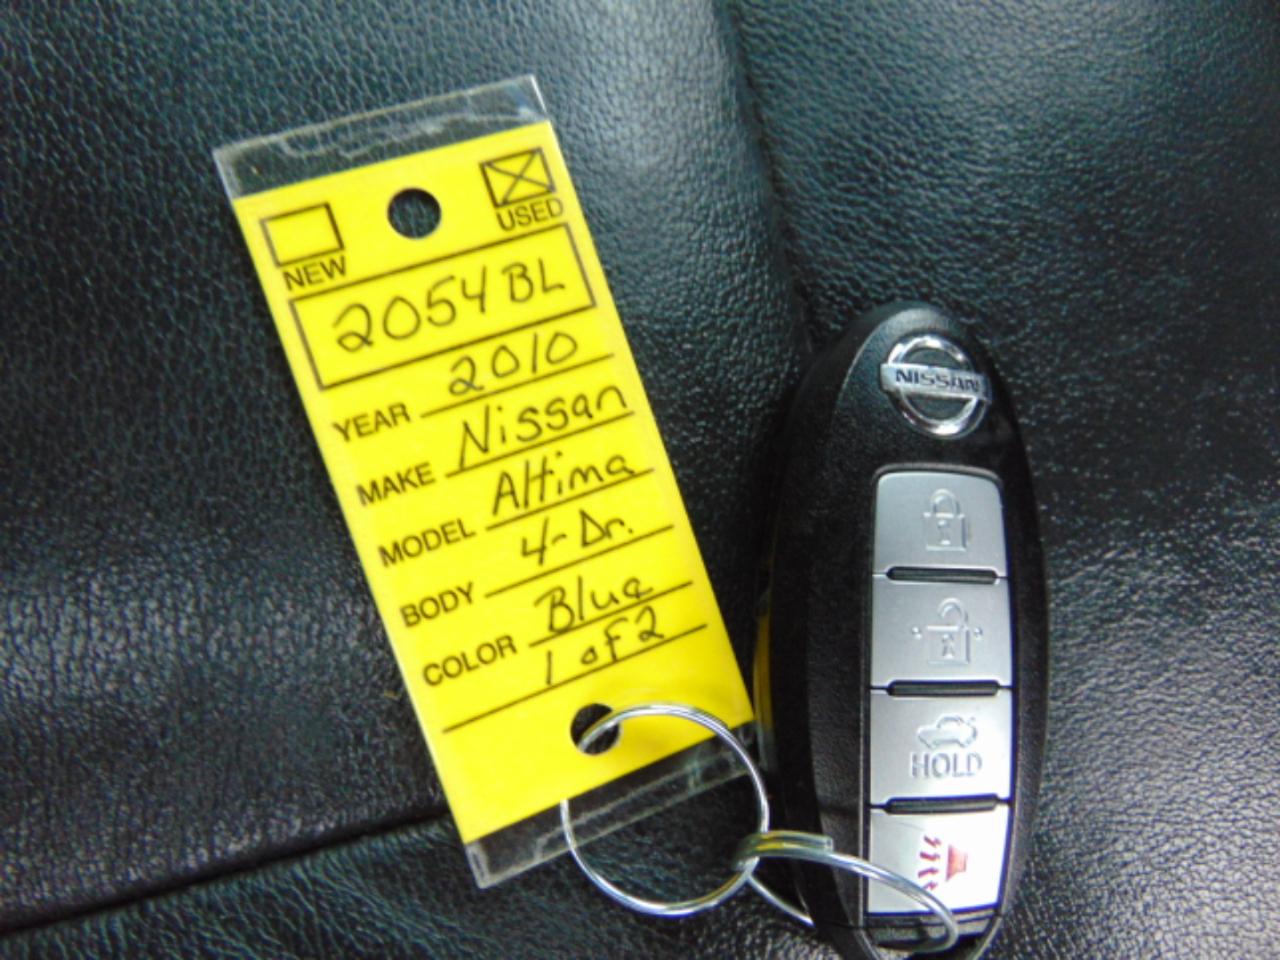 NEW USED
2054BL
YEAR 2010
MAKE Nissan
MODEL Altima
BODY 4-Dr.
COLOR Blue
1 of 2
NISSAN
HOLD